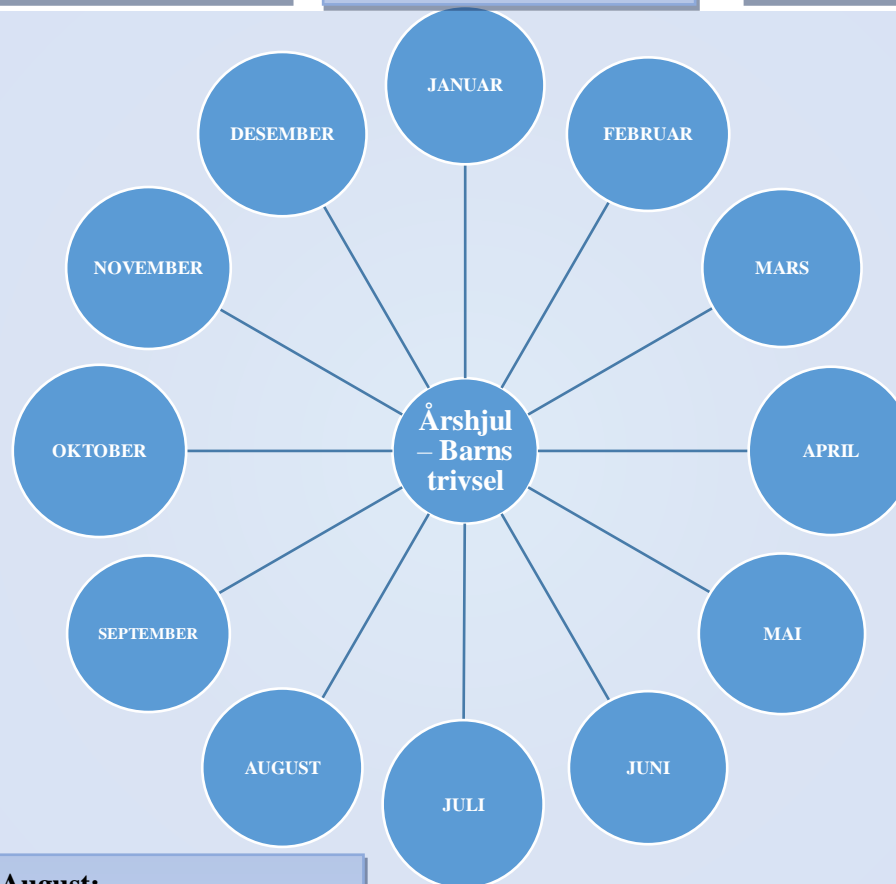 JANUAR
FEBRUAR
MARS
APRIL
MAI
JUNI
JULI
AUGUST
SEPTEMBER
OKTOBER
NOVEMBER
DESEMBER
Årshjul
– Barns
trivsel
August: